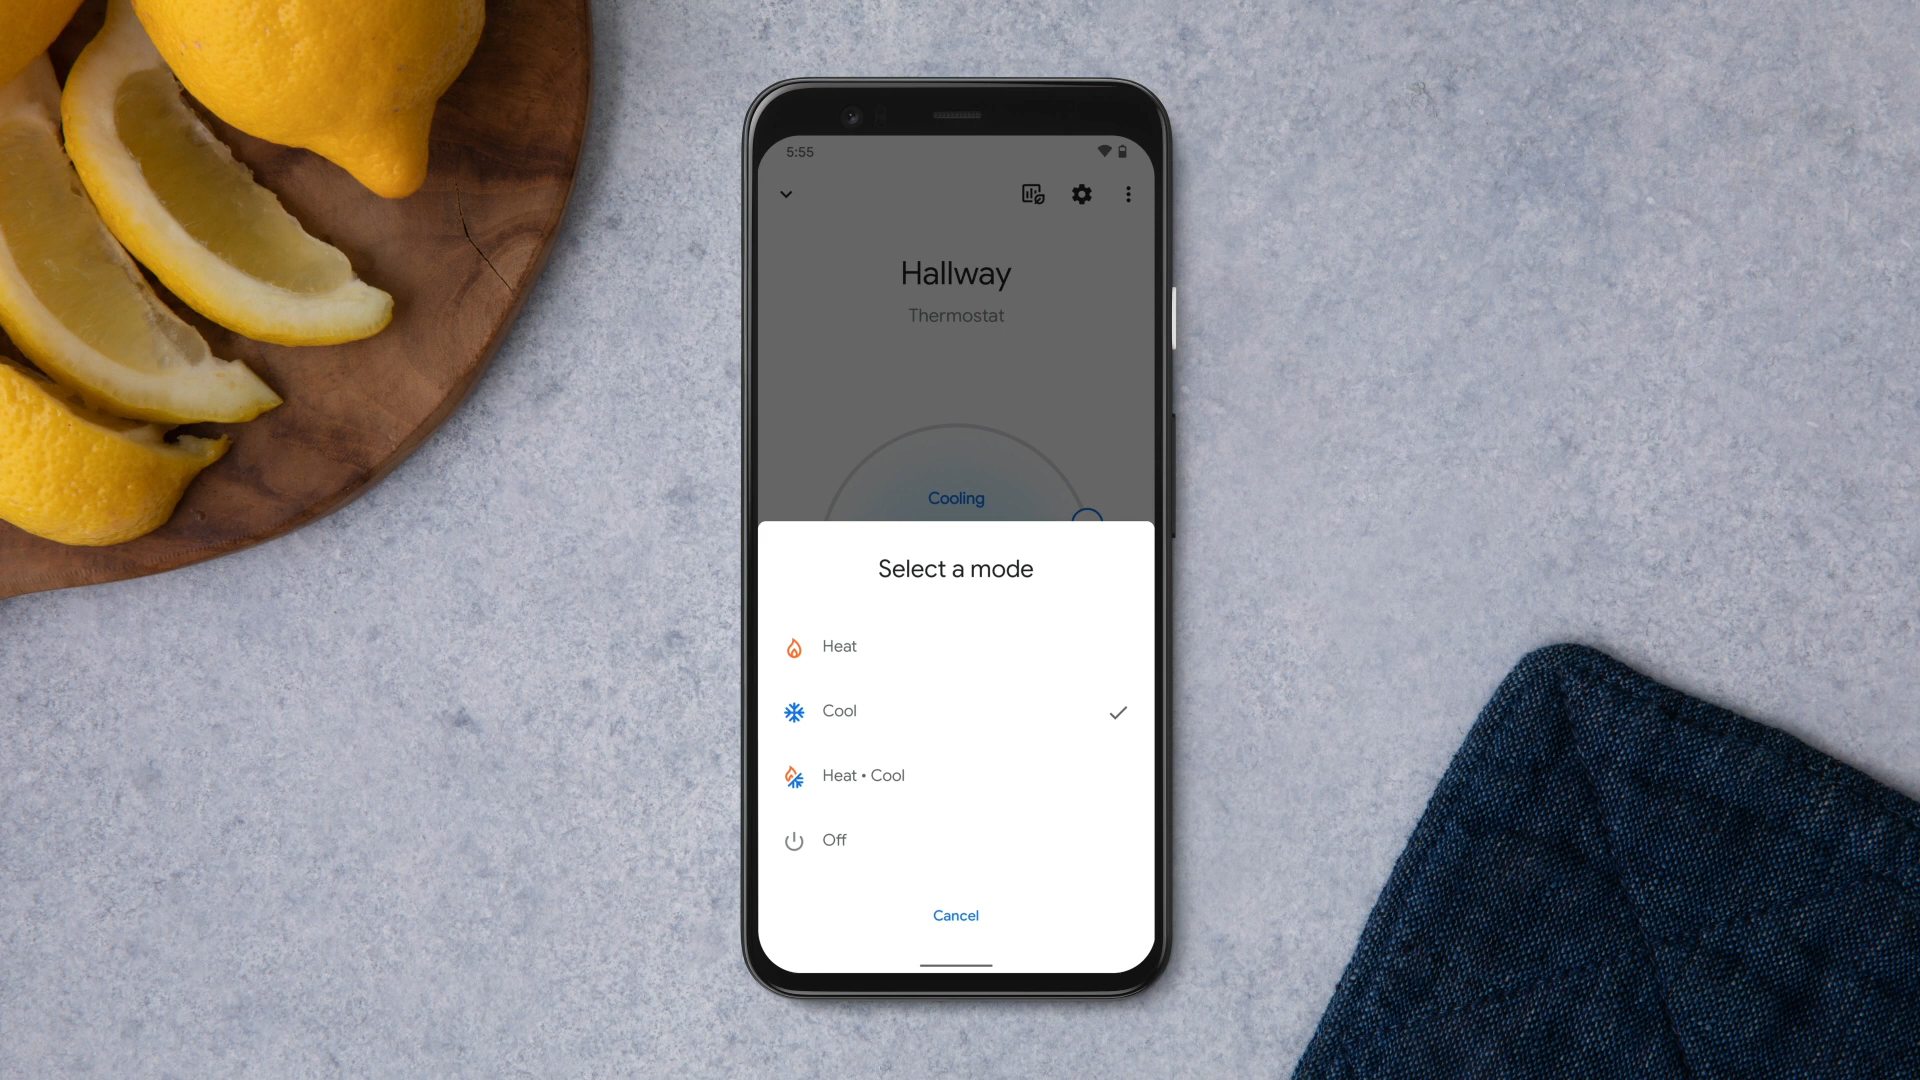 5:55
Hallway
Thermostat
Cooling
Select a mode
Heat
Cool
Heat • Cool
Off
Cancel